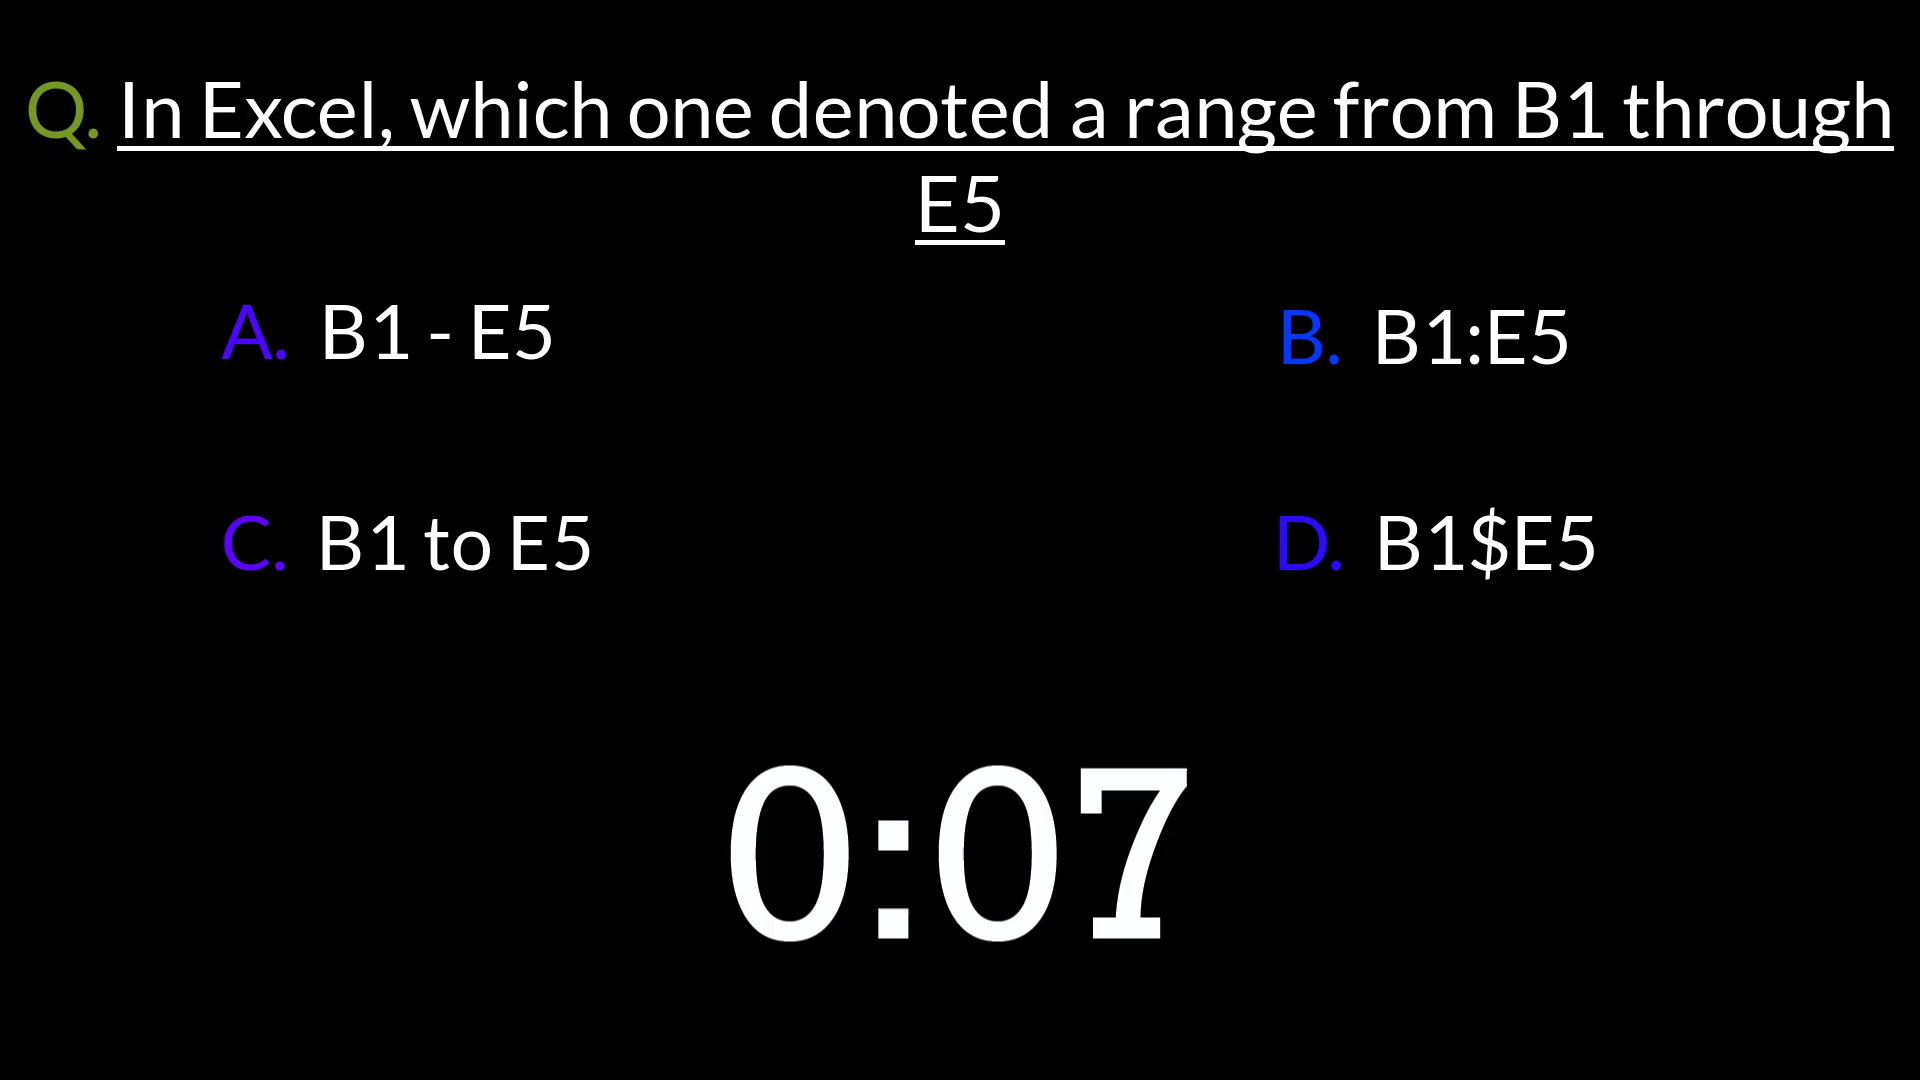 Q. In Excel, which one denoted a range from B1 through
E5
A. B1 - E5
B. B1:E5
C. B1 to E5
D. B1$E5
0:07